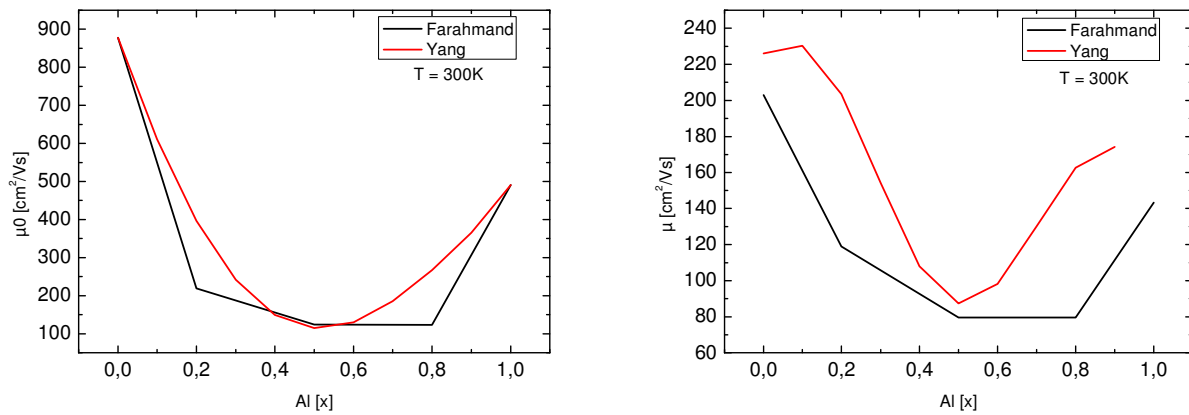 900
800
700
600
500
400
300
200
100
µ0 [cm²/Vs]
Farahmand
Yang
T = 300K
0,0 0,2 0,4 0,6 0,8 1,0
Al [x]
240
220
200
180
160
140
120
100
80
60
µ [cm²/Vs]
Farahmand
Yang
T = 300K
0,0 0,2 0,4 0,6 0,8 1,0
Al [x]